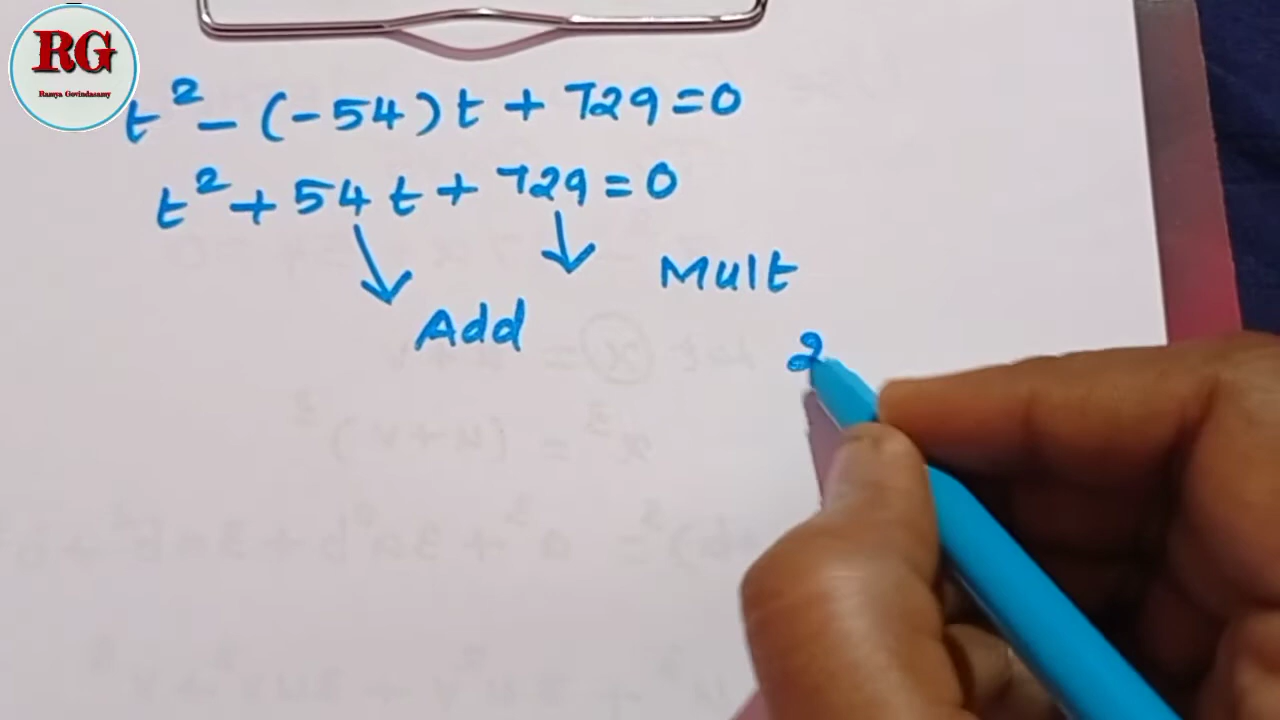 RG
Ramya Govindasamy
t² - (-54)t + 729 = 0
t² + 54t + 729 = 0
Mult
Add
2